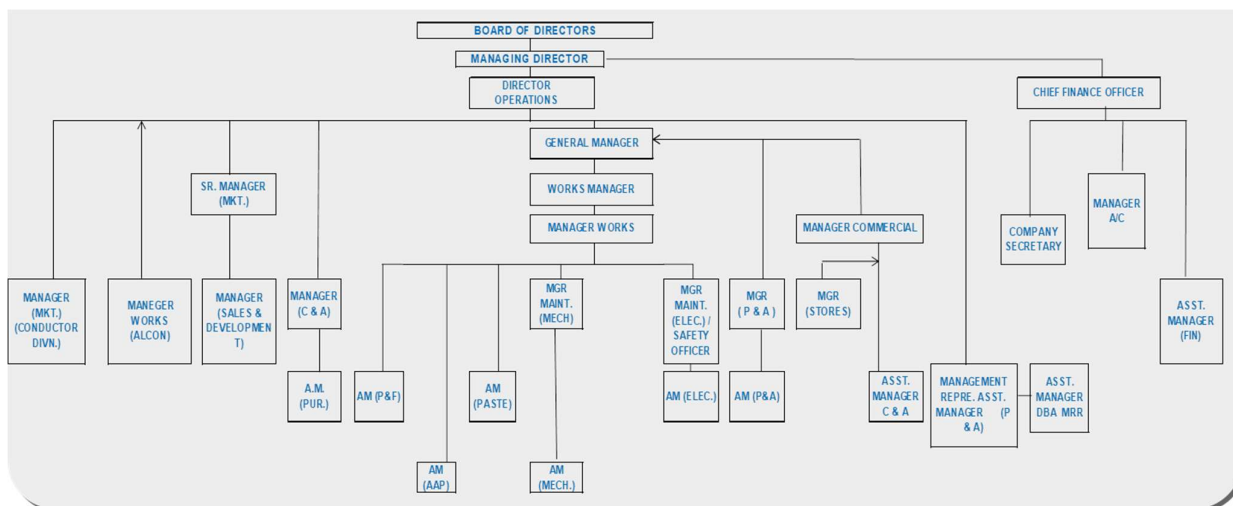 BOARD OF DIRECTORS
MANAGING DIRECTOR
DIRECTOR
OPERATIONS
CHIEF FINANCE OFFICER
GENERAL MANAGER
SR. MANAGER
(MKT.)
WORKS MANAGER
MANAGER WORKS
MANAGER COMMERCIAL
COMPANY
SECRETARY
MANAGER
A/C
MANAGER
(MKT.)
(CONDUCTOR
DIVN.)
MANEGER
WORKS
(ALCON)
MANAGER
(SALES &
DEVELOPMEN
T)
MANAGER
(C & A)
MGR
MAINT.
(MECH)
MGR
MAINT.
(ELEC.) /
SAFETY
OFFICER
MGR
( P & A )
MGR
(STORES)
ASST.
MANAGER
(FIN)
A.M.
(PUR.)
AM (P&F)
AM
(PASTE)
AM (ELEC.)
AM (P&A)
ASST.
MANAGER
C & A
MANAGEMENT
REPRE. ASST.
MANAGER (P
& A)
ASST.
MANAGER
DBA MRR
AM
(AAP)
AM
(MECH.)